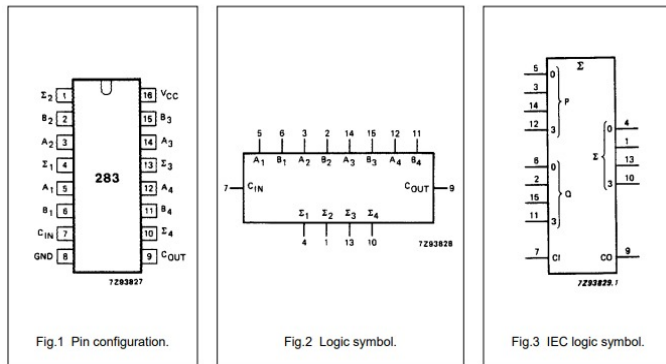 Σ2 1
B2 2
A2 3
Σ1 4
A1 5
B1 6
CIN 7
GND 8
283
16 VCC
15 B3
14 A3
13 Σ3
12 A4
11 B4
10 Σ4
9 COUT
7Z93827
Fig.1 Pin configuration.
5 6 3 2 14 15 12 11
A1 B1 A2 B2 A3 B3 A4 B4
7 CIN COUT 9
Σ1 Σ2 Σ3 Σ4
4 1 13 10
7Z93828
Fig.2 Logic symbol.
Σ
5 0
3
P
14
12 3
6 0
2
Q
15
11 3
7 CI
0 4
1
Σ
13
3 10
CO 9
7Z93829.1
Fig.3 IEC logic symbol.